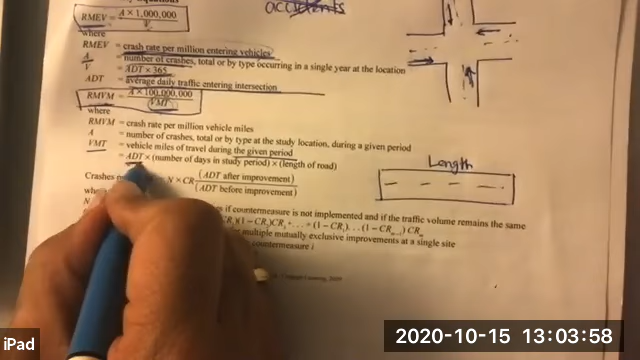 accidents
RMEV = A × 1,000,000
V
where
RMEV = crash rate per million entering vehicles
A = number of crashes, total or by type occurring in a single year at the location
V = ADT × 365
ADT = average daily traffic entering intersection
RMVM = A × 100,000,000
VMT
where
RMVM = crash rate per million vehicle miles
A = number of crashes, total or by type at the study location, during a given period
VMT = vehicle miles of travel during the given period
= ADT × (number of days in study period) × (length of road)
Length
Crashes N × CR (ADT after improvement)
(ADT before improvement)
N if countermeasure is not implemented and if the traffic volume remains the same
multiple mutually exclusive improvements at a single site
countermeasure i
iPad
2020-10-15 13:03:58